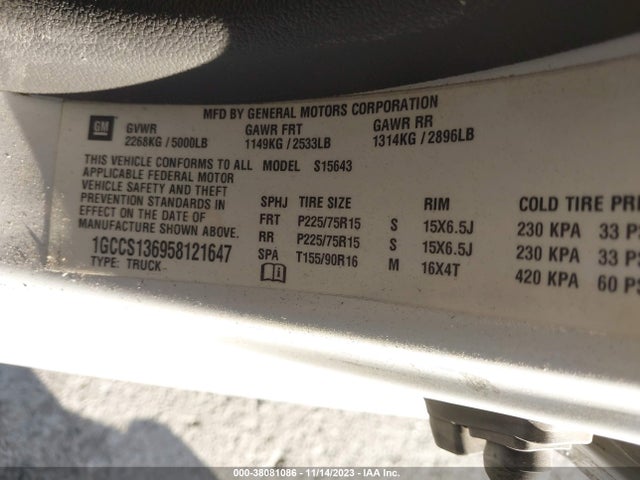 MFD BY GENERAL MOTORS CORPORATION
GM
GVWR GAWR FRT GAWR RR
2268KG / 5000LB 1149KG / 2533LB 1314KG / 2896LB
THIS VEHICLE CONFORMS TO ALL MODEL S15643
APPLICABLE FEDERAL MOTOR
VEHICLE SAFETY AND THEFT
PREVENTION STANDARDS IN
EFFECT ON THE DATE OF
MANUFACTURE SHOWN ABOVE.
1GCCS136958121647
TYPE: TRUCK
SPHJ TIRE SIZE RIM COLD TIRE
FRT P225/75R15 S 15X6.5J 230 KPA 33 PS
RR P225/75R15 S 15X6.5J 230 KPA 33 PS
SPA T155/90R16 M 16X4T 420 KPA 60 PS
000-38081086 - 11/14/2023 - IAA Inc.